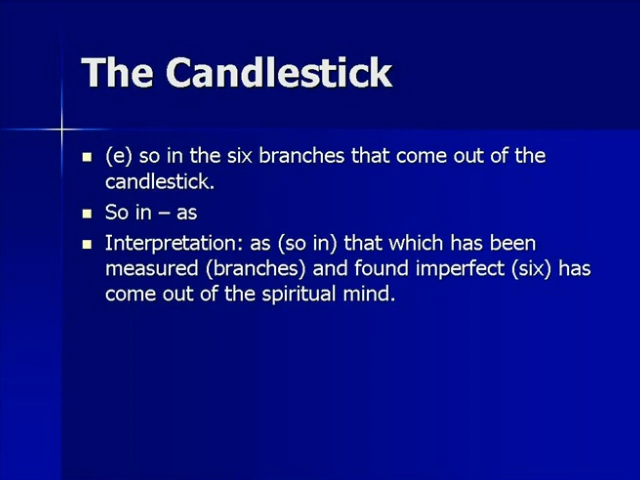 The Candlestick
(e) so in the six branches that come out of the
candlestick.
So in – as
Interpretation: as (so in) that which has been
measured (branches) and found imperfect (six) has
come out of the spiritual mind.